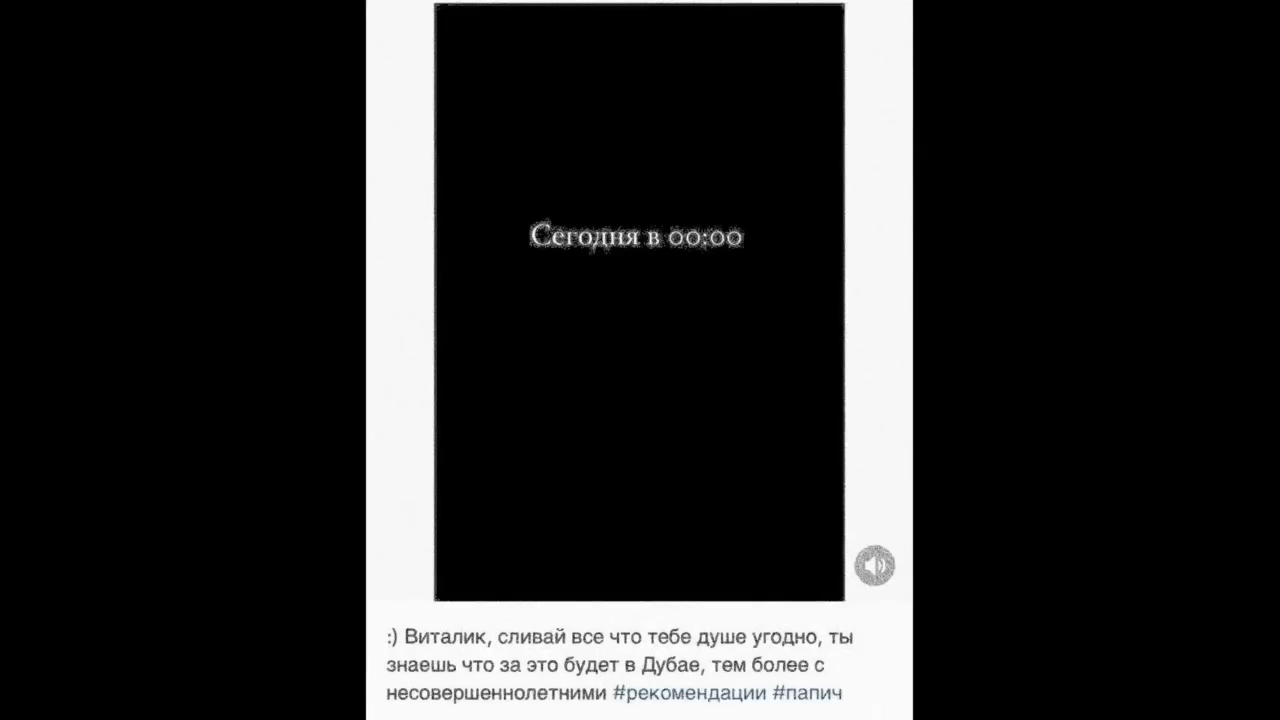 Сегодня в 00:00
:) Виталик, сливай все что тебе душе угодно, ты
знаешь что за это будет в Дубае, тем более с
несовершеннолетними #рекомендации #папич